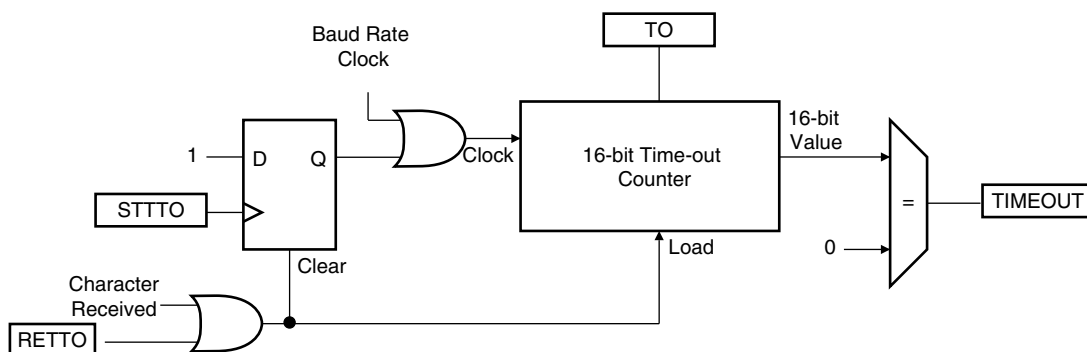 TO
Baud Rate
Clock
16-bit
Value
1
D
Q
Clock
16-bit Time-out
Counter
STTTO
=
TIMEOUT
Clear
Load
0
Character
Received
RETTO